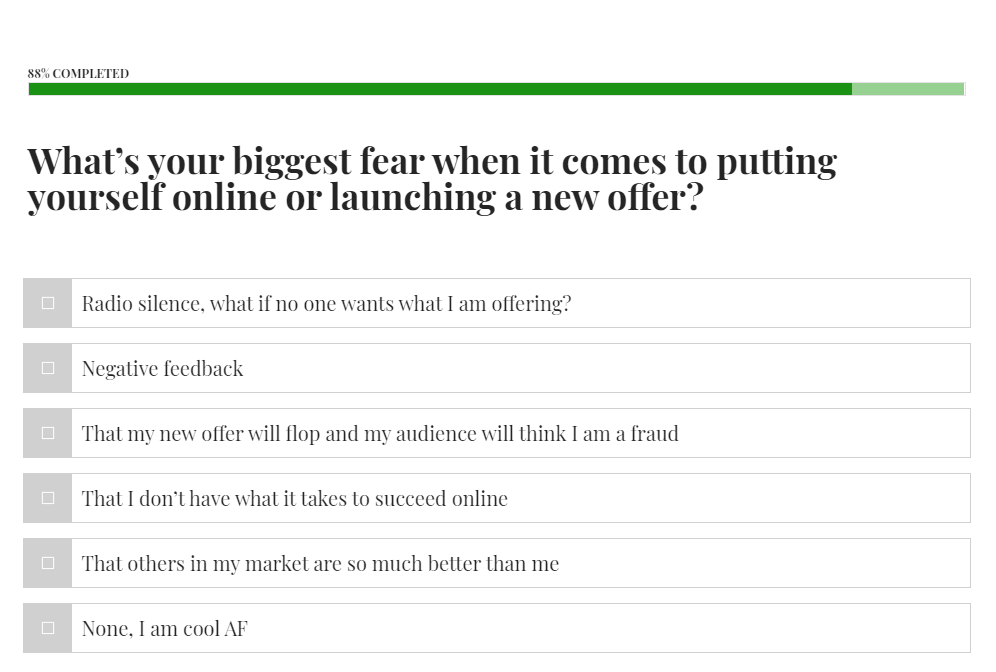 88% COMPLETED
What’s your biggest fear when it comes to putting
yourself online or launching a new offer?
Radio silence, what if no one wants what I am offering?
Negative feedback
That my new offer will flop and my audience will think I am a fraud
That I don’t have what it takes to succeed online
That others in my market are so much better than me
None, I am cool AF